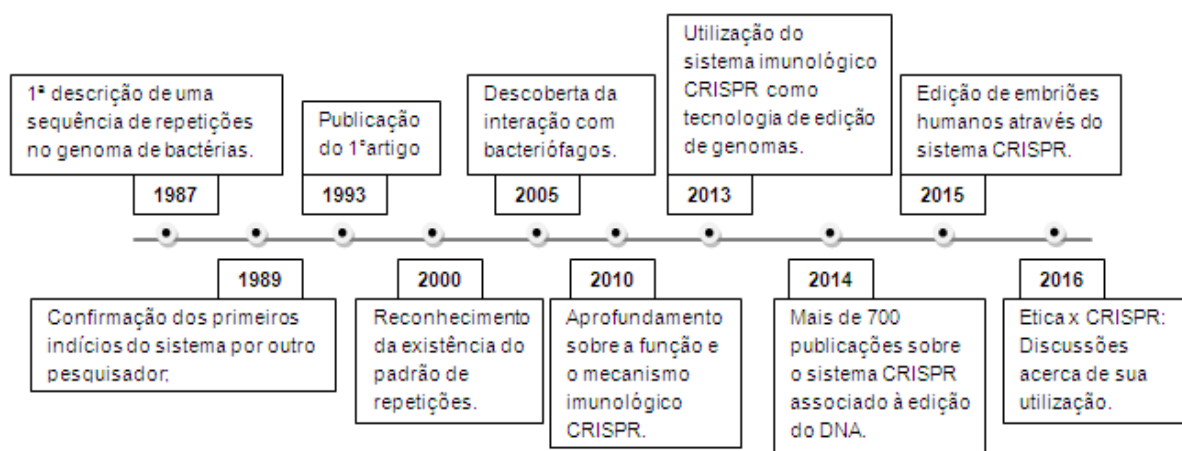 1ª descrição de uma
sequência de repetições
no genoma de bactérias.
1987
Confirmação dos primeiros
indícios do sistema por outro
pesquisador;
1989
Publicação
do 1ªartigo
1993
Reconhecimento
da existência do
padrão de
repetições.
2000
Descoberta da
interação com
bacteriófagos.
2005
Aprofundamento
sobre a função e
o mecanismo
imunológico
CRISPR.
2010
Utilização do
sistema imunológico
CRISPR como
tecnologia de edição
de genomas.
2013
Mais de 700
publicações sobre
o sistema CRISPR
associado à edição
do DNA.
2014
Edição de embriões
humanos através do
sistema CRISPR.
2015
Etica x CRISPR:
Discussões
acerca de sua
utilização.
2016